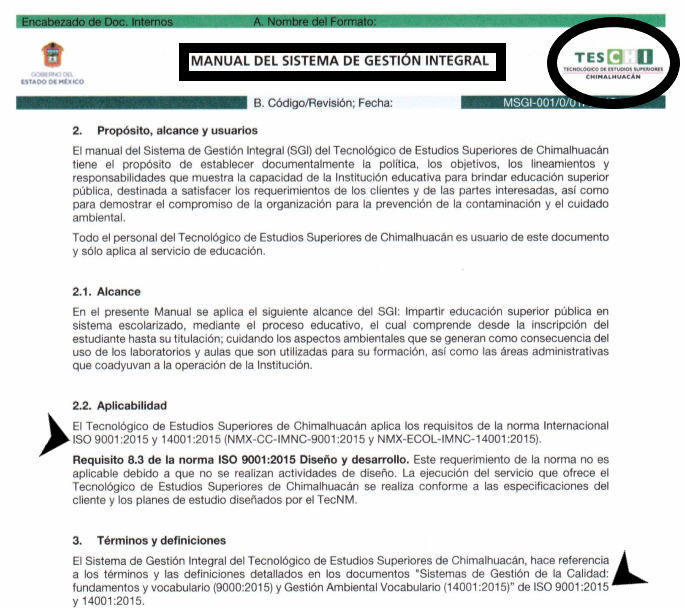 Encabezado de Doc. Internos
A. Nombre del Formato:
GOBIERNO DEL
ESTADO DE MÉXICO
MANUAL DEL SISTEMA DE GESTIÓN INTEGRAL
TESCHI
TECNOLÓGICO DE ESTUDIOS SUPERIORES
CHIMALHUACÁN
B. Código/Revisión; Fecha:
MSGI-001/0/01/
2. Propósito, alcance y usuarios
El manual del Sistema de Gestión Integral (SGI) del Tecnológico de Estudios Superiores de Chimalhuacán
tiene el propósito de establecer documentalmente la política, los objetivos, los lineamientos y
responsabilidades que muestra la capacidad de la Institución educativa para brindar educación superior
pública, destinada a satisfacer los requerimientos de los clientes y de las partes interesadas, así como
para demostrar el compromiso de la organización para la prevención de la contaminación y el cuidado
ambiental.
Todo el personal del Tecnológico de Estudios Superiores de Chimalhuacán es usuario de este documento
y sólo aplica al servicio de educación.
2.1. Alcance
En el presente Manual se aplica el siguiente alcance del SGI: Impartir educación superior pública en
sistema escolarizado, mediante el proceso educativo, el cual comprende desde la inscripción del
estudiante hasta su titulación; cuidando los aspectos ambientales que se generan como consecuencia del
uso de los laboratorios y aulas que son utilizadas para su formación, así como las áreas administrativas
que coadyuvan a la operación de la Institución.
2.2. Aplicabilidad
El Tecnológico de Estudios Superiores de Chimalhuacán aplica los requisitos de la norma Internacional
ISO 9001:2015 y 14001:2015 (NMX-CC-IMNC-9001:2015 y NMX-ECOL-IMNC-14001:2015).
Requisito 8.3 de la norma ISO 9001:2015 Diseño y desarrollo. Este requerimiento de la norma no es
aplicable debido a que no se realizan actividades de diseño. La ejecución del servicio que ofrece el
Tecnológico de Estudios Superiores de Chimalhuacán se realiza conforme a las especificaciones del
cliente y los planes de estudio diseñados por el TecNM.
3. Términos y definiciones
El Sistema de Gestión Integral del Tecnológico de Estudios Superiores de Chimalhuacán, hace referencia
a los términos y las definiciones detallados en los documentos "Sistemas de Gestión de la Calidad:
fundamentos y vocabulario (9000:2015) y Gestión Ambiental Vocabulario (14001:2015)" de ISO 9001:2015
y 14001:2015.